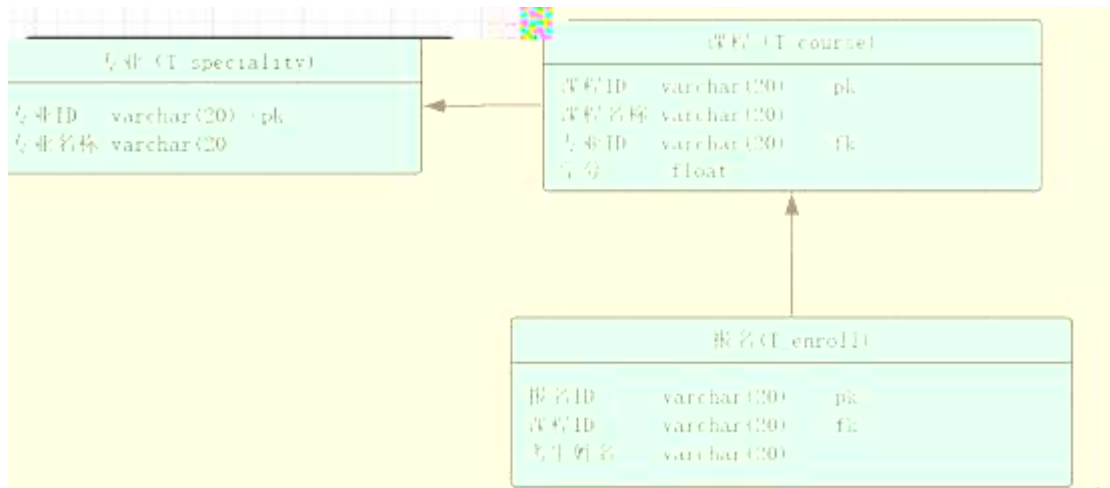 专业 (T_speciality)
专业ID varchar(20) pk
专业名称 varchar(20
课程 (T_course)
课程ID varchar(20) pk
课程名称 varchar(20)
专业ID varchar(20) fk
学分 float
报名(T_enroll)
报名ID varchar(20) pk
课程ID varchar(20) fk
考生姓名 varchar(20)